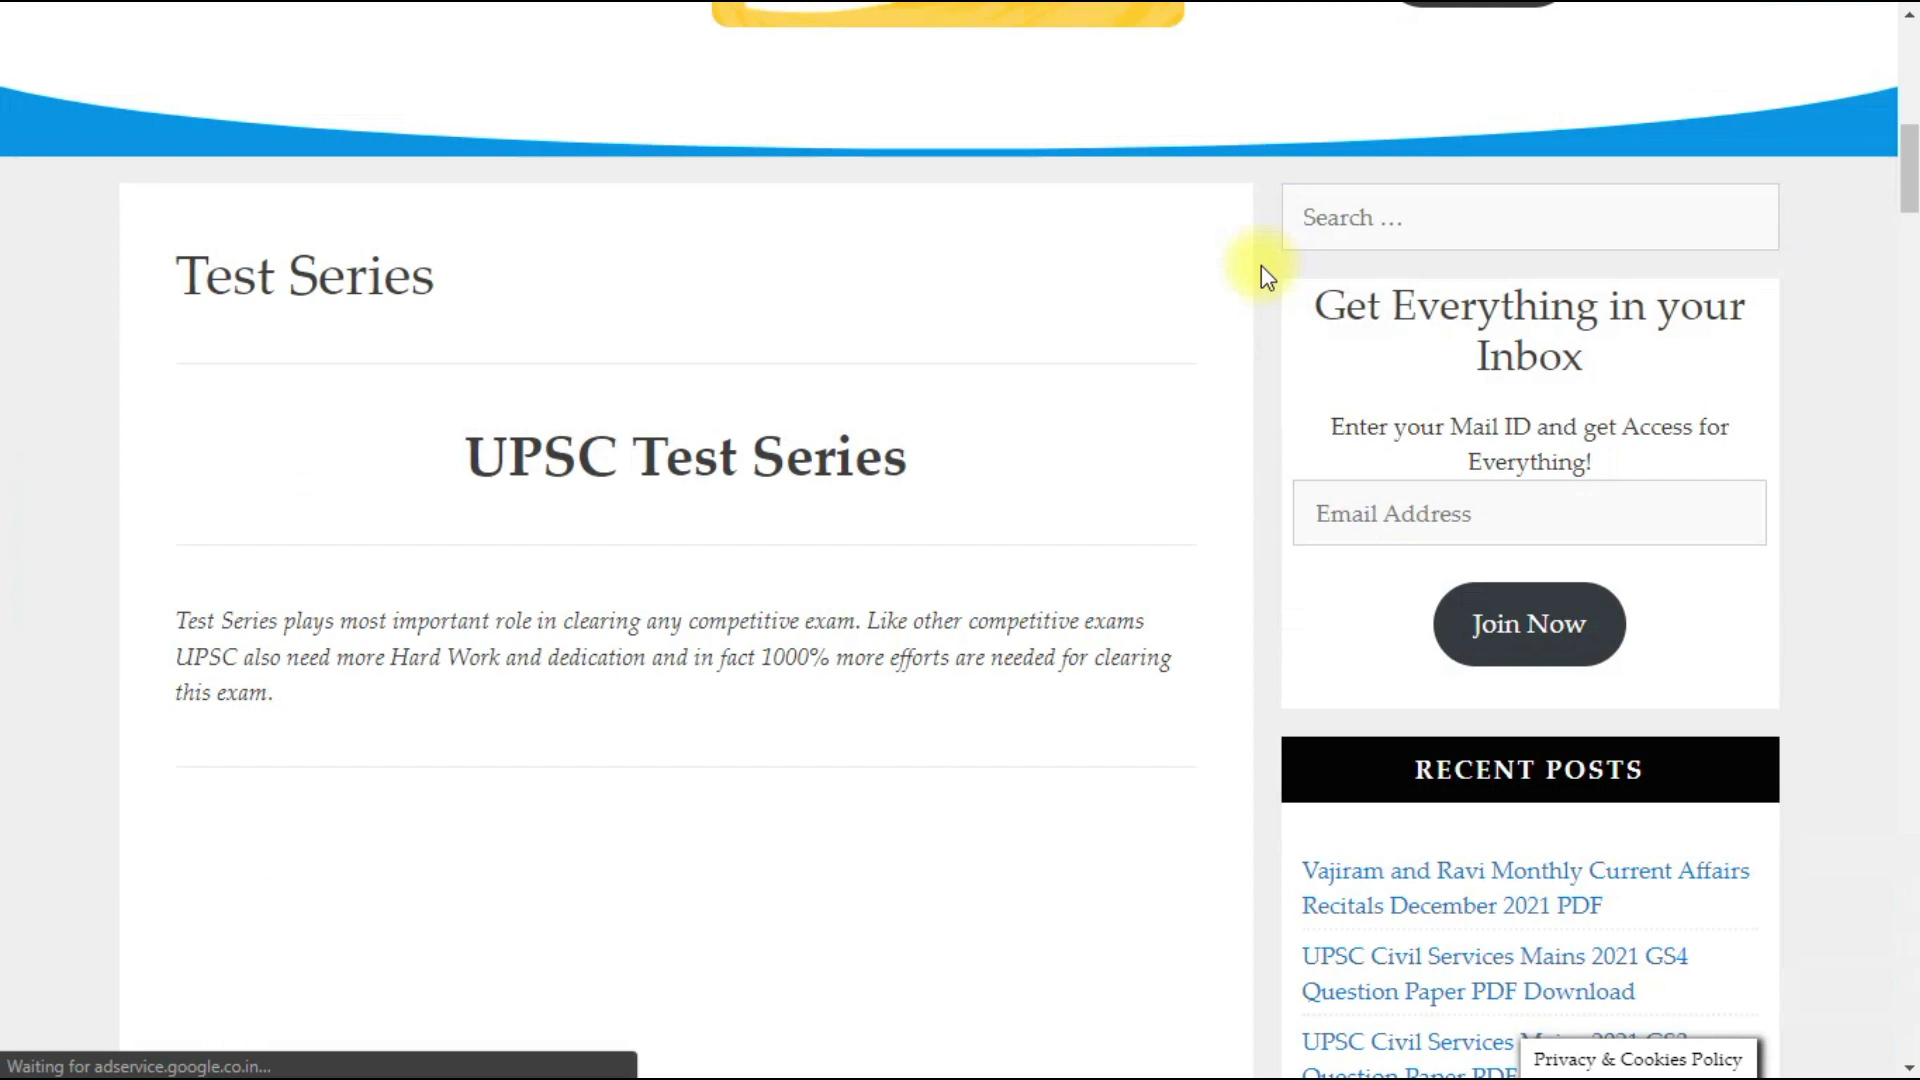 Test Series
UPSC Test Series
Test Series plays most important role in clearing any competitive exam. Like other competitive exams
UPSC also need more Hard Work and dedication and in fact 1000% more efforts are needed for clearing
this exam.
Search …
Get Everything in your
Inbox
Enter your Mail ID and get Access for
Everything!
Email Address
Join Now
RECENT POSTS
Vajiram and Ravi Monthly Current Affairs
Recitals December 2021 PDF
UPSC Civil Services Mains 2021 GS4
Question Paper PDF Download
UPSC Civil Services
Question Paper PDF
Privacy & Cookies Policy
Waiting for adservice.google.co.in...